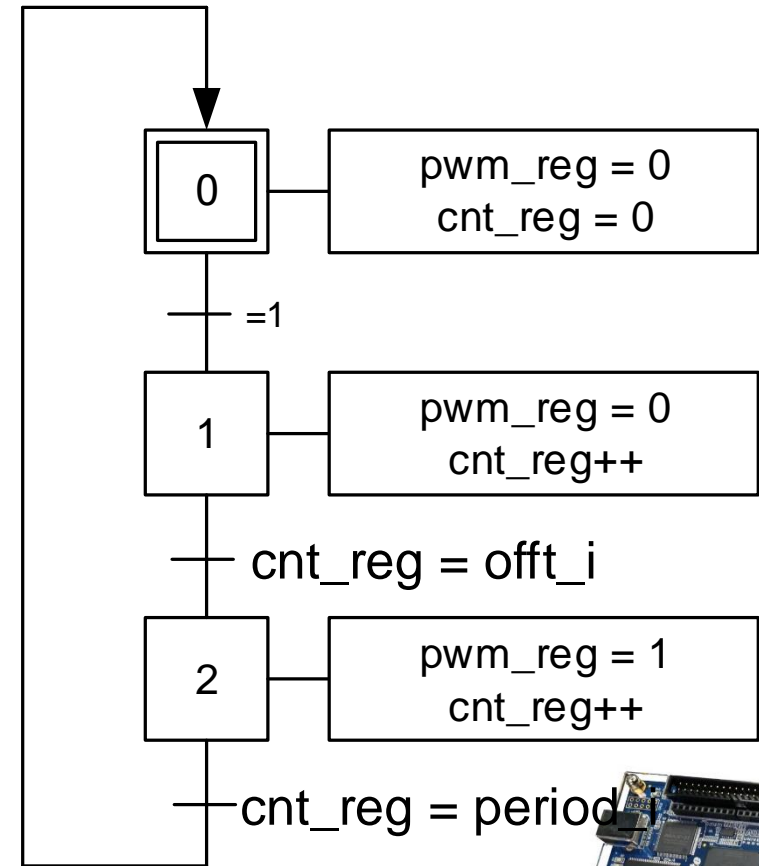 0
pwm_reg = 0
cnt_reg = 0
=1
1
pwm_reg = 0
cnt_reg++
cnt_reg = offt_i
2
pwm_reg = 1
cnt_reg++
cnt_reg = period_i